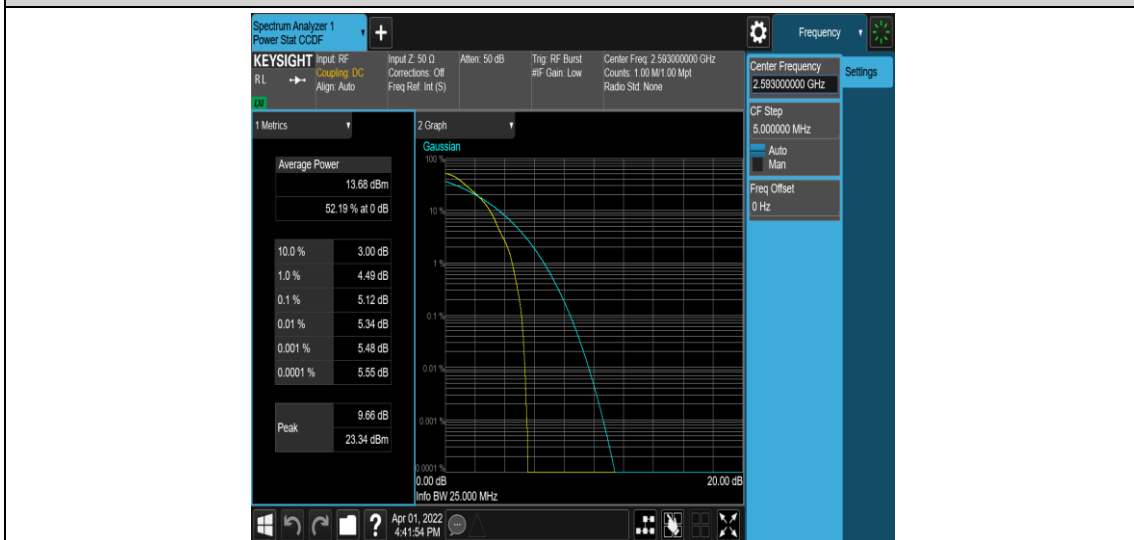 Spectrum Analyzer 1
Power Stat CCDF
+
Frequency
KEYSIGHT
RL
LXI
Input: RF
Coupling: DC
Align: Auto
Input Z: 50 Ω
Corrections: Off
Freq Ref: Int (S)
Atten: 50 dB
Trig: RF Burst
#IF Gain: Low
Center Freq: 2.593000000 GHz
Counts: 1.00 M/1.00 Mpt
Radio Std: None
Center Frequency
2.593000000 GHz
Settings
CF Step
5.000000 MHz
Auto
Man
Freq Offset
0 Hz
1 Metrics
Average Power
13.68 dBm
52.19 % at 0 dB
10.0 % 3.00 dB
1.0 % 4.49 dB
0.1 % 5.12 dB
0.01 % 5.34 dB
0.001 % 5.48 dB
0.0001 % 5.55 dB
Peak 9.66 dB
23.34 dBm
2 Graph
Gaussian
100 %
10 %
1 %
0.1 %
0.01 %
0.001 %
0.0001 %
0.00 dB 20.00 dB
Info BW 25.000 MHz
?
Apr 01, 2022
4:41:54 PM